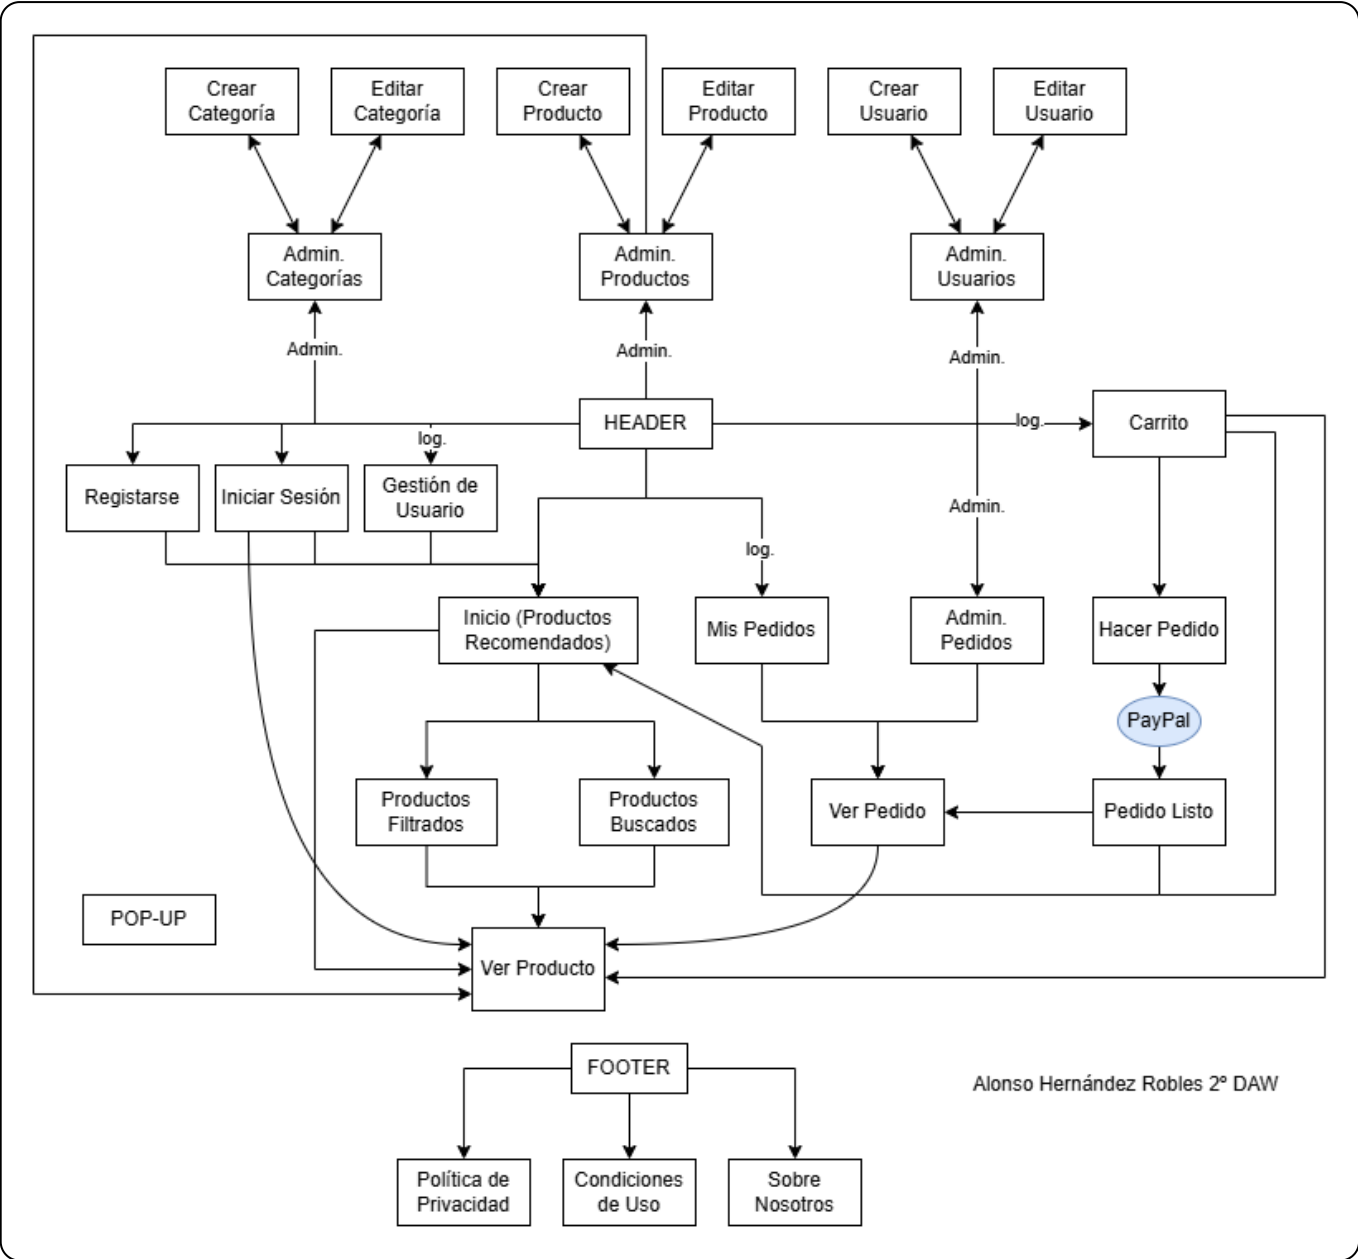 Crear
Categoría
Editar
Categoría
Crear
Producto
Editar
Producto
Crear
Usuario
Editar
Usuario
Admin.
Categorías
Admin.
Productos
Admin.
Usuarios
Admin.
Admin.
Admin.
HEADER
log.
Carrito
log.
Registarse
Iniciar Sesión
Gestión de
Usuario
Admin.
log.
Inicio (Productos
Recomendados)
Mis Pedidos
Admin.
Pedidos
Hacer Pedido
PayPal
Productos
Filtrados
Productos
Buscados
Ver Pedido
Pedido Listo
POP-UP
Ver Producto
FOOTER
Alonso Hernández Robles 2º DAW
Política de
Privacidad
Condiciones
de Uso
Sobre
Nosotros